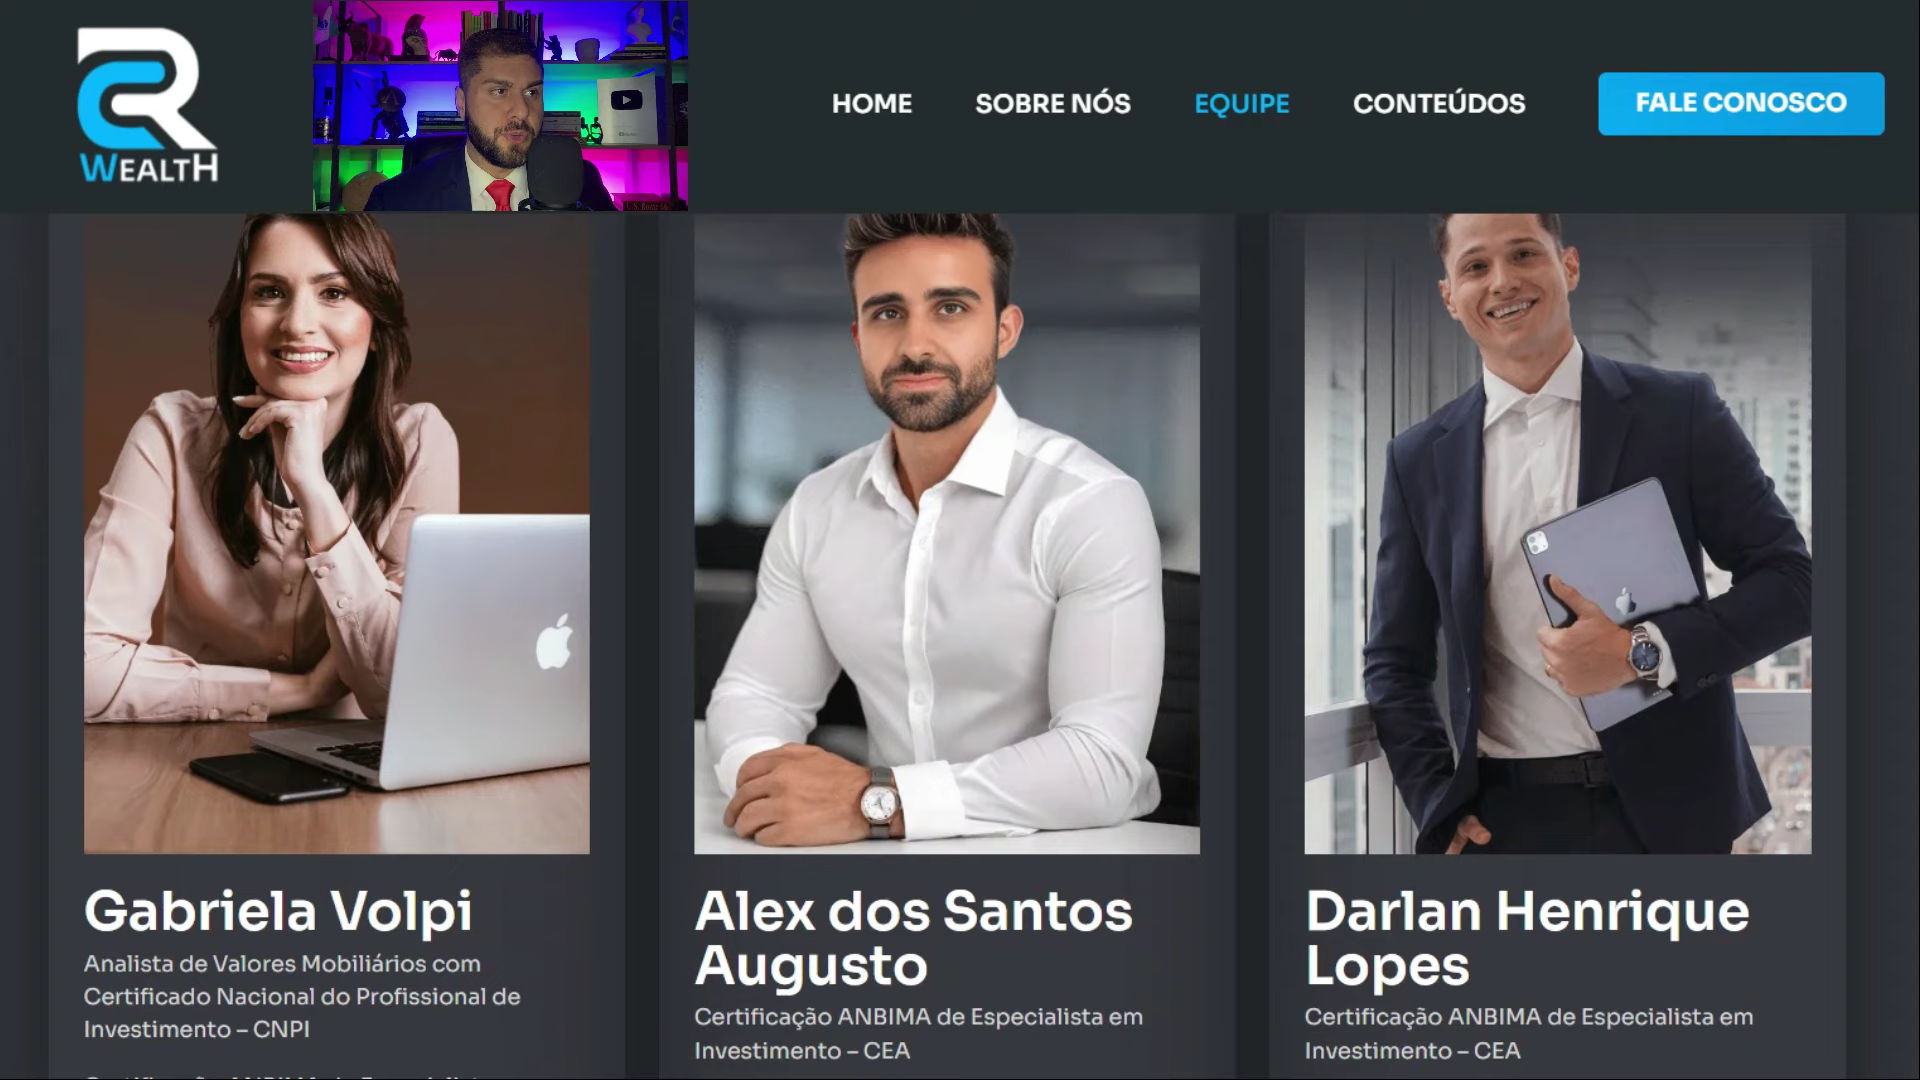 WEALTH
HOME
SOBRE NÓS
EQUIPE
CONTEÚDOS
FALE CONOSCO
Gabriela Volpi
Analista de Valores Mobiliários com
Certificado Nacional do Profissional de
Investimento – CNPI
Alex dos Santos
Augusto
Certificação ANBIMA de Especialista em
Investimento – CEA
Darlan Henrique
Lopes
Certificação ANBIMA de Especialista em
Investimento – CEA